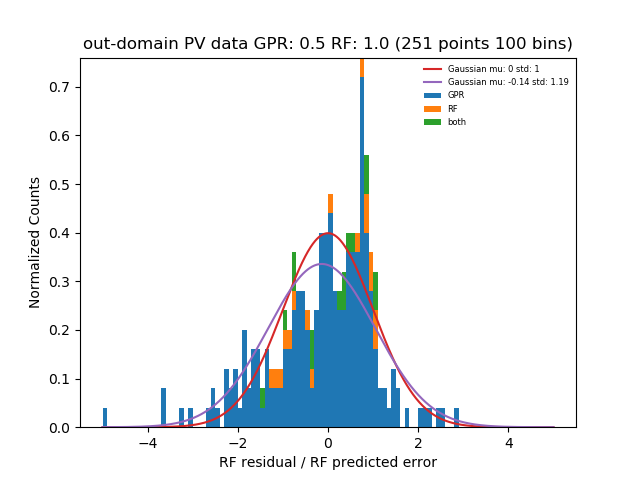 out-domain PV data GPR: 0.5 RF: 1.0 (251 points 100 bins)
Gaussian mu: 0 std: 1
Gaussian mu: -0.14 std: 1.19
GPR
RF
both
Normalized Counts
0.7
0.6
0.5
0.4
0.3
0.2
0.1
0.0
−4 −2 0 2 4
RF residual / RF predicted error